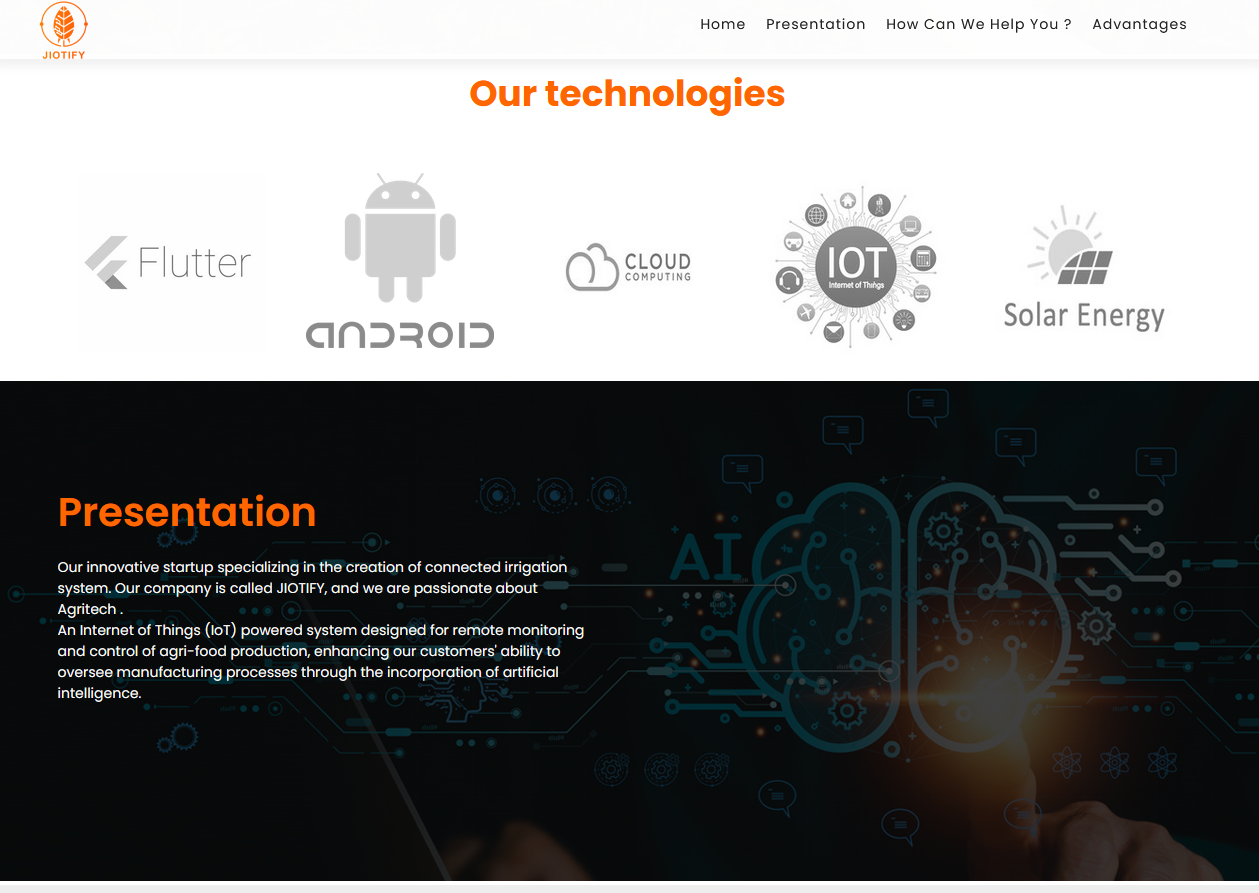 JIOTIFY
Home Presentation How Can We Help You ? Advantages
Our technologies
Flutter
ANDROID
CLOUD
COMPUTING
IOT
Internet of Things
Solar Energy
Presentation
AI
Our innovative startup specializing in the creation of connected irrigation
system. Our company is called JIOTIFY, and we are passionate about
Agritech .
An Internet of Things (IoT) powered system designed for remote monitoring
and control of agri-food production, enhancing our customers' ability to
oversee manufacturing processes through the incorporation of artificial
intelligence.